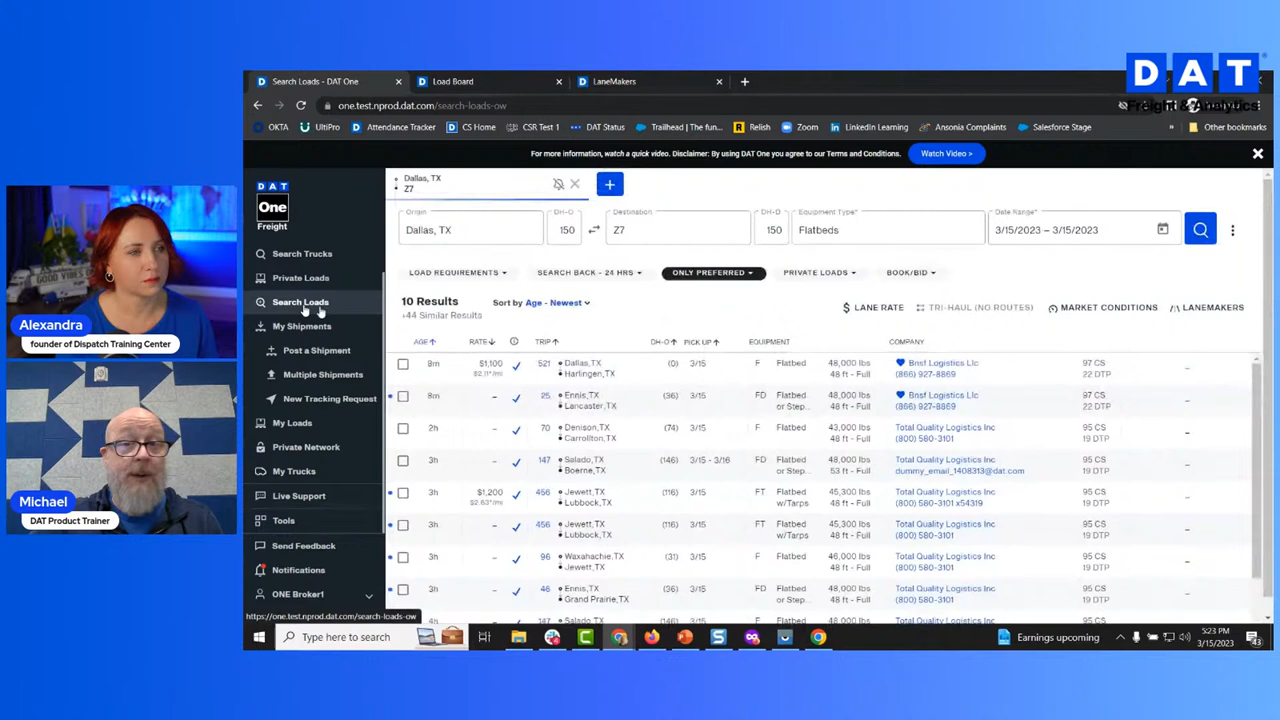 DAT
Freight & Analytics
Search Loads - DAT One
Load Board
LaneMakers
one.test.nprod.dat.com/search-loads-ow
OKTA
UltiPro
Attendance Tracker
CS Home
CSR Test 1
DAT Status
Trailhead | The fun...
Relish
Zoom
LinkedIn Learning
Ansonia Complaints
Salesforce Stage
»
Other bookmarks
For more information, watch a quick video. Disclaimer: By using DAT One you agree to our Terms and Conditions.
Watch Video >
DAT
One
Freight
Search Trucks
Private Loads
Search Loads
My Shipments
Post a Shipment
Multiple Shipments
New Tracking Request
My Loads
Private Network
My Trucks
Live Support
Tools
Send Feedback
Notifications
ONE Broker1
https://one.test.nprod.dat.com/search-loads-ow
Dallas, TX
Z7
Origin
Dallas, TX
DH-O
150
Destination
Z7
DH-D
150
Equipment Type*
Flatbeds
Date Range*
3/15/2023 – 3/15/2023
LOAD REQUIREMENTS
SEARCH BACK - 24 HRS
ONLY PREFERRED
PRIVATE LOADS
BOOK/BID
10 Results
+44 Similar Results
Sort by Age - Newest
$ LANE RATE
TRI-HAUL (NO ROUTES)
MARKET CONDITIONS
LANEMAKERS
AGE RATE TRIP DH-O PICK UP EQUIPMENT COMPANY
8m $1,100 521 Dallas,TX (0) 3/15 F Flatbed 48,000 lbs Bnsf Logistics Llc 97 CS –
$2.11*/mi Harlingen,TX 48 ft - Full (866) 927-8869 22 DTP
8m – 25 Ennis,TX (36) 3/15 FD Flatbed 48,000 lbs Bnsf Logistics Llc 97 CS –
Lancaster,TX or Step... 48 ft - Full (866) 927-8869 22 DTP
2h – 70 Denison,TX (74) 3/15 F Flatbed 43,000 lbs Total Quality Logistics Inc 95 CS –
Carrollton,TX 48 ft - Full (800) 580-3101 19 DTP
3h – 147 Salado,TX (146) 3/15 - 3/16 FD Flatbed 48,000 lbs Total Quality Logistics Inc 95 CS –
Boerne,TX or Step... 53 ft - Full dummy_email_1408313@dat.com 19 DTP
3h $1,200 456 Jewett,TX (116) 3/15 FT Flatbed 45,300 lbs Total Quality Logistics Inc 95 CS –
$2.63*/mi Lubbock,TX w/Tarps 48 ft - Full (800) 580-3101 x54319 19 DTP
3h – 456 Jewett,TX (116) 3/15 FT Flatbed 45,300 lbs Total Quality Logistics Inc 95 CS –
Lubbock,TX w/Tarps 48 ft - Full (800) 580-3101 19 DTP
3h – 96 Waxahachie,TX (31) 3/15 F Flatbed 46,000 lbs Total Quality Logistics Inc 95 CS –
Jewett,TX 48 ft - Full (800) 580-3101 19 DTP
3h – 46 Ennis,TX (36) 3/15 FD Flatbed 48,000 lbs Total Quality Logistics Inc 95 CS –
Grand Prairie,TX or Step... 48 ft - Full (800) 580-3101 19 DTP
GOOD VIBES
Alexandra
founder of Dispatch Training Center
Michael
DAT Product Trainer
Type here to search
Earnings upcoming
5:23 PM
3/15/2023
43